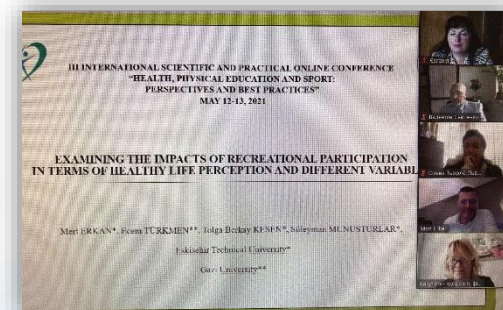 III INTERNATIONAL SCIENTIFIC AND PRACTICAL ONLINE CONFERENCE
"HEALTH, PHYSICAL EDUCATION AND SPORT:
PERSPECTIVES AND BEST PRACTICES"
MAY 12-13, 2021
EXAMINING THE IMPACTS OF RECREATIONAL PARTICIPATION
IN TERMS OF HEALTHY LIFE PERCEPTION AND DIFFERENT VARIABL
Mert ERKAN*, Ecem TÜRKMEN**, Tolga Berkay KESEN*, Süleyman MUNUSTURLAR*,
Eskisehir Technical University*
Gazi University**